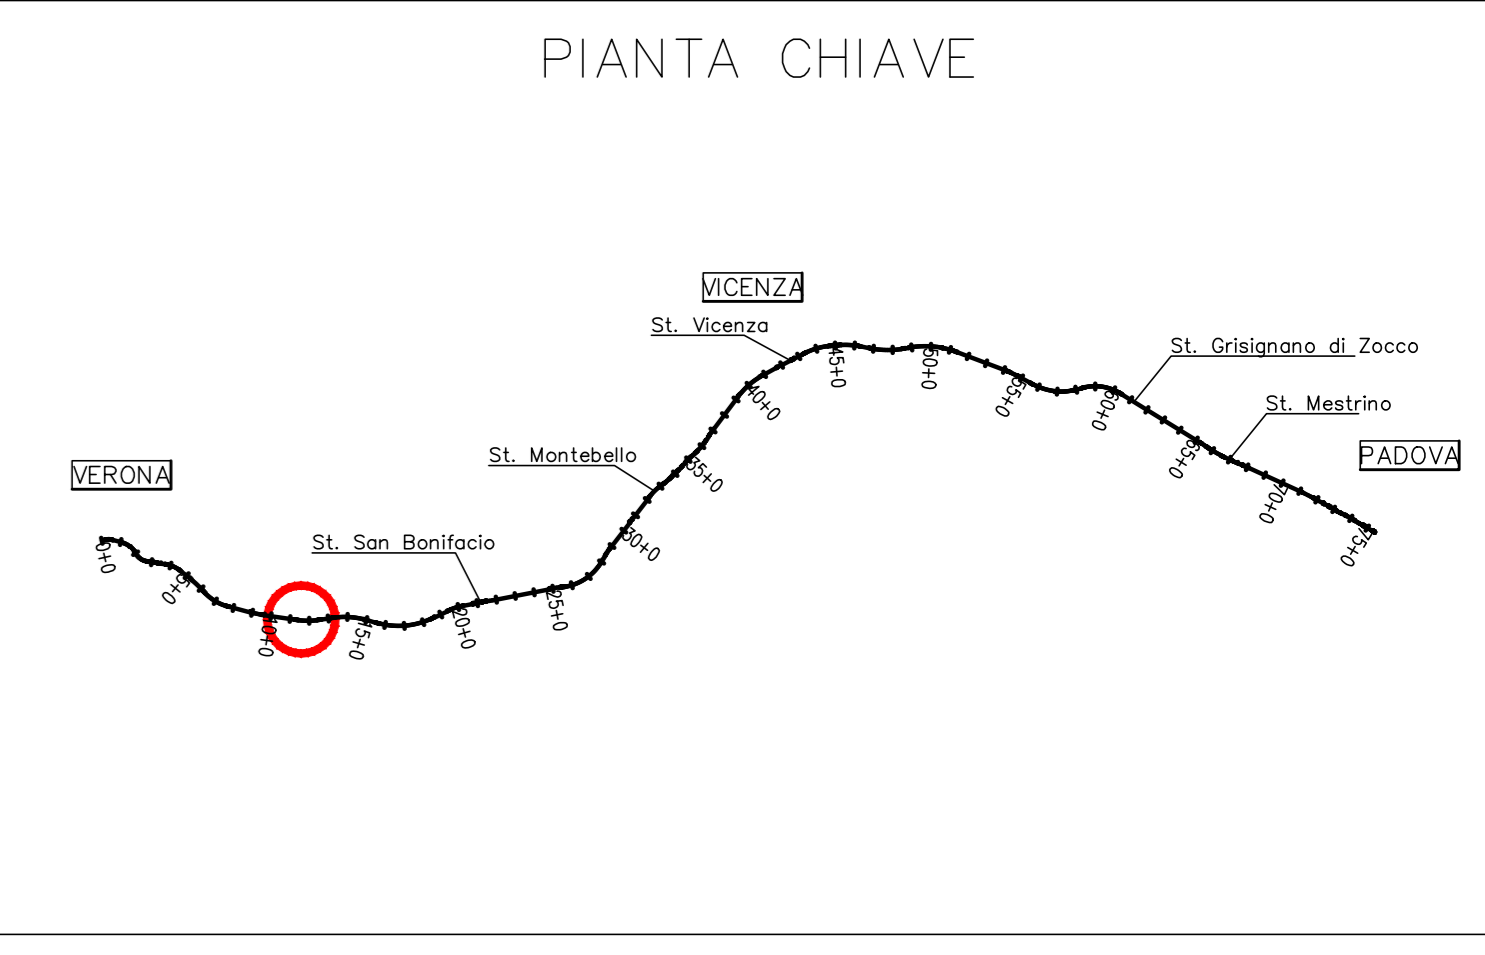 PIANTA CHIAVE
VICENZA
St. Vicenza
St. Grisignano di Zocco
St. Mestrino
PADOVA
St. Montebello
VERONA
St. San Bonifacio
0+0
5+0
10+0
15+0
20+0
25+0
30+0
35+0
40+0
45+0
50+0
55+0
60+0
65+0
70+0
75+0